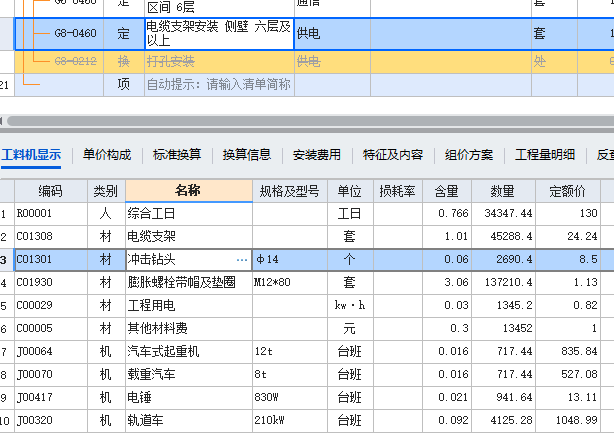 G8-0460 定 区间 6层 通信 套 1
G8-0460 定 电缆支架安装 侧壁 六层及以上 供电 套 1
G8-0212 换 打孔安装 供电 处
21 项 自动提示: 请输入清单简称
工料机显示 单价构成 标准换算 换算信息 安装费用 特征及内容 组价方案 工程量明细 反查
编码 类别 名称 规格及型号 单位 损耗率 含量 数量 定额价
1 R00001 人 综合工日 工日 0.766 34347.44 130
2 C01308 材 电缆支架 套 1.01 45288.4 24.24
3 C01301 材 冲击钻头 ··· φ14 个 0.06 2690.4 8.5
4 C01930 材 膨胀螺栓带帽及垫圈 M12*80 套 3.06 137210.4 1.13
5 C00029 材 工程用电 kw·h 0.03 1345.2 0.82
6 C00005 材 其他材料费 元 0.3 13452 1
7 J00064 机 汽车式起重机 12t 台班 0.016 717.44 835.84
8 J00070 机 载重汽车 8t 台班 0.016 717.44 527.08
9 J00417 机 电锤 830W 台班 0.021 941.64 13.11
10 J00320 机 轨道车 210kW 台班 0.092 4125.28 1048.99